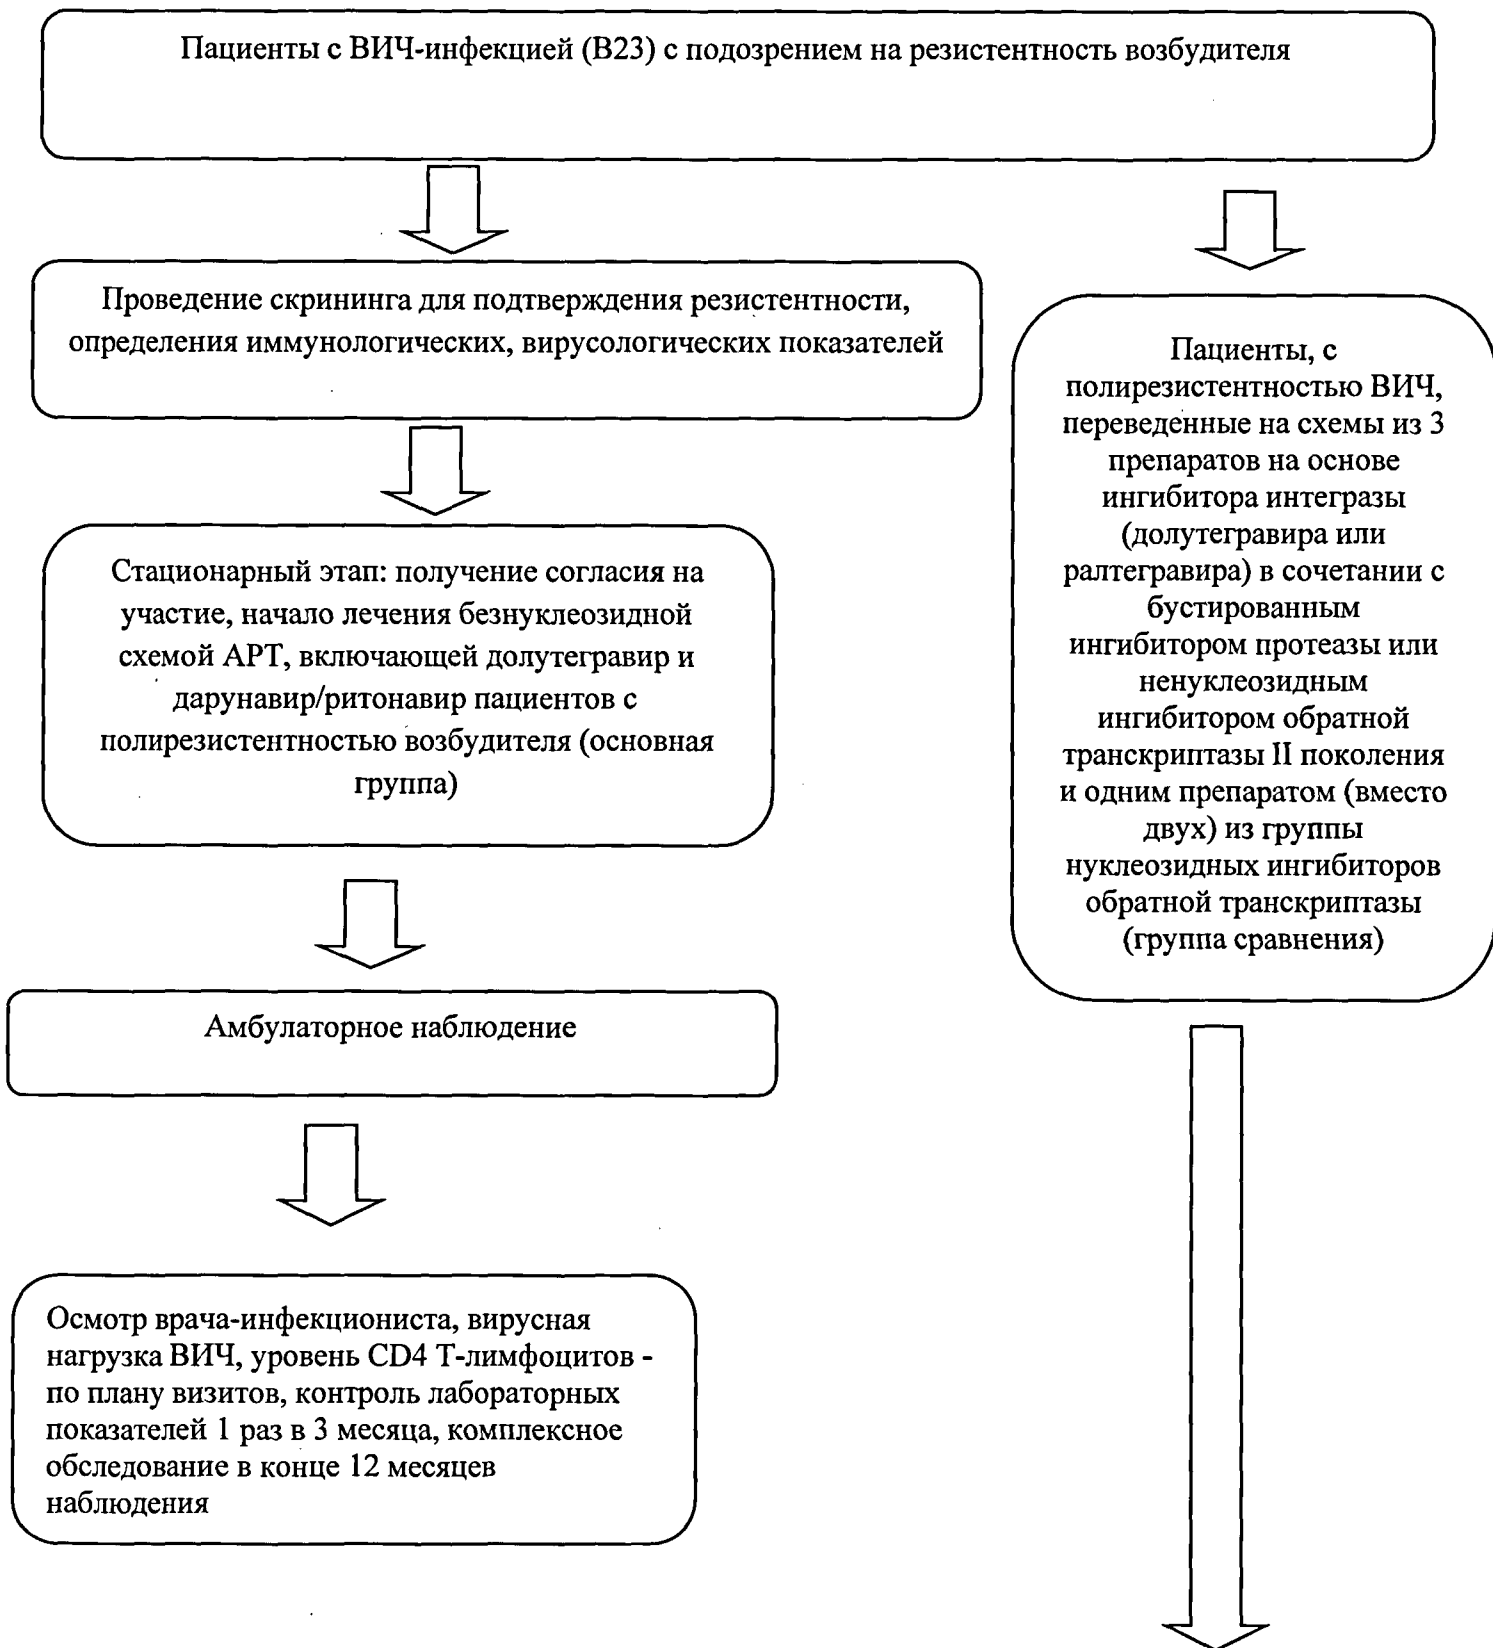 Пациенты с ВИЧ-инфекцией (В23) с подозрением на резистентность возбудителя
Проведение скрининга для подтверждения резистентности,
определения иммунологических, вирусологических показателей
Стационарный этап: получение согласия на
участие, начало лечения безнуклеозидной
схемой АРТ, включающей долутегравир и
дарунавир/ритонавир пациентов с
полирезистентностью возбудителя (основная
группа)
Амбулаторное наблюдение
Осмотр врача-инфекциониста, вирусная
нагрузка ВИЧ, уровень CD4 Т-лимфоцитов -
по плану визитов, контроль лабораторных
показателей 1 раз в 3 месяца, комплексное
обследование в конце 12 месяцев
наблюдения
Пациенты, с
полирезистентностью ВИЧ,
переведенные на схемы из 3
препаратов на основе
ингибитора интегразы
(долутегравира или
ралтегравира) в сочетании с
бустированным
ингибитором протеазы или
ненуклеозидным
ингибитором обратной
транскриптазы II поколения
и одним препаратом (вместо
двух) из группы
нуклеозидных ингибиторов
обратной транскриптазы
(группа сравнения)